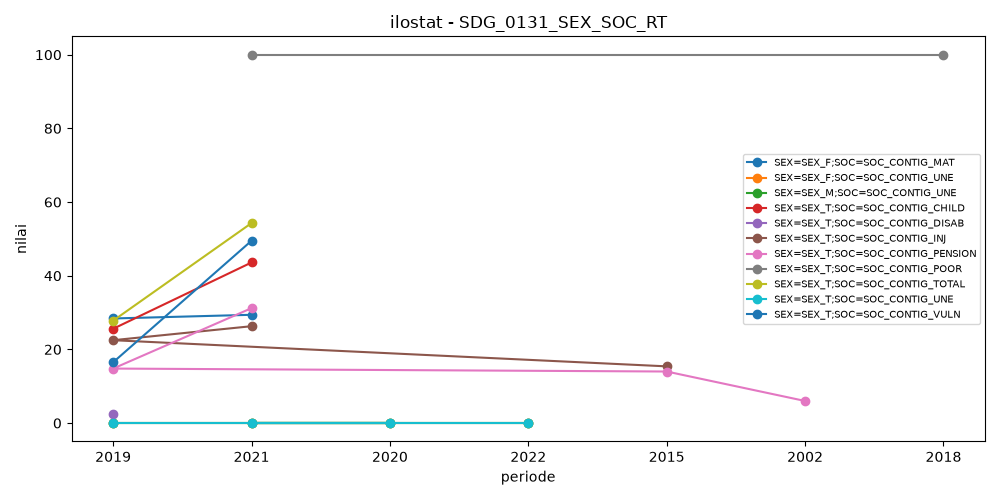 ilostat - SDG_0131_SEX_SOC_RT
nilai
100
80
60
40
20
0
SEX=SEX_F;SOC=SOC_CONTIG_MAT
SEX=SEX_F;SOC=SOC_CONTIG_UNE
SEX=SEX_M;SOC=SOC_CONTIG_UNE
SEX=SEX_T;SOC=SOC_CONTIG_CHILD
SEX=SEX_T;SOC=SOC_CONTIG_DISAB
SEX=SEX_T;SOC=SOC_CONTIG_INJ
SEX=SEX_T;SOC=SOC_CONTIG_PENSION
SEX=SEX_T;SOC=SOC_CONTIG_POOR
SEX=SEX_T;SOC=SOC_CONTIG_TOTAL
SEX=SEX_T;SOC=SOC_CONTIG_UNE
SEX=SEX_T;SOC=SOC_CONTIG_VULN
2019 2021 2020 2022 2015 2002 2018
periode